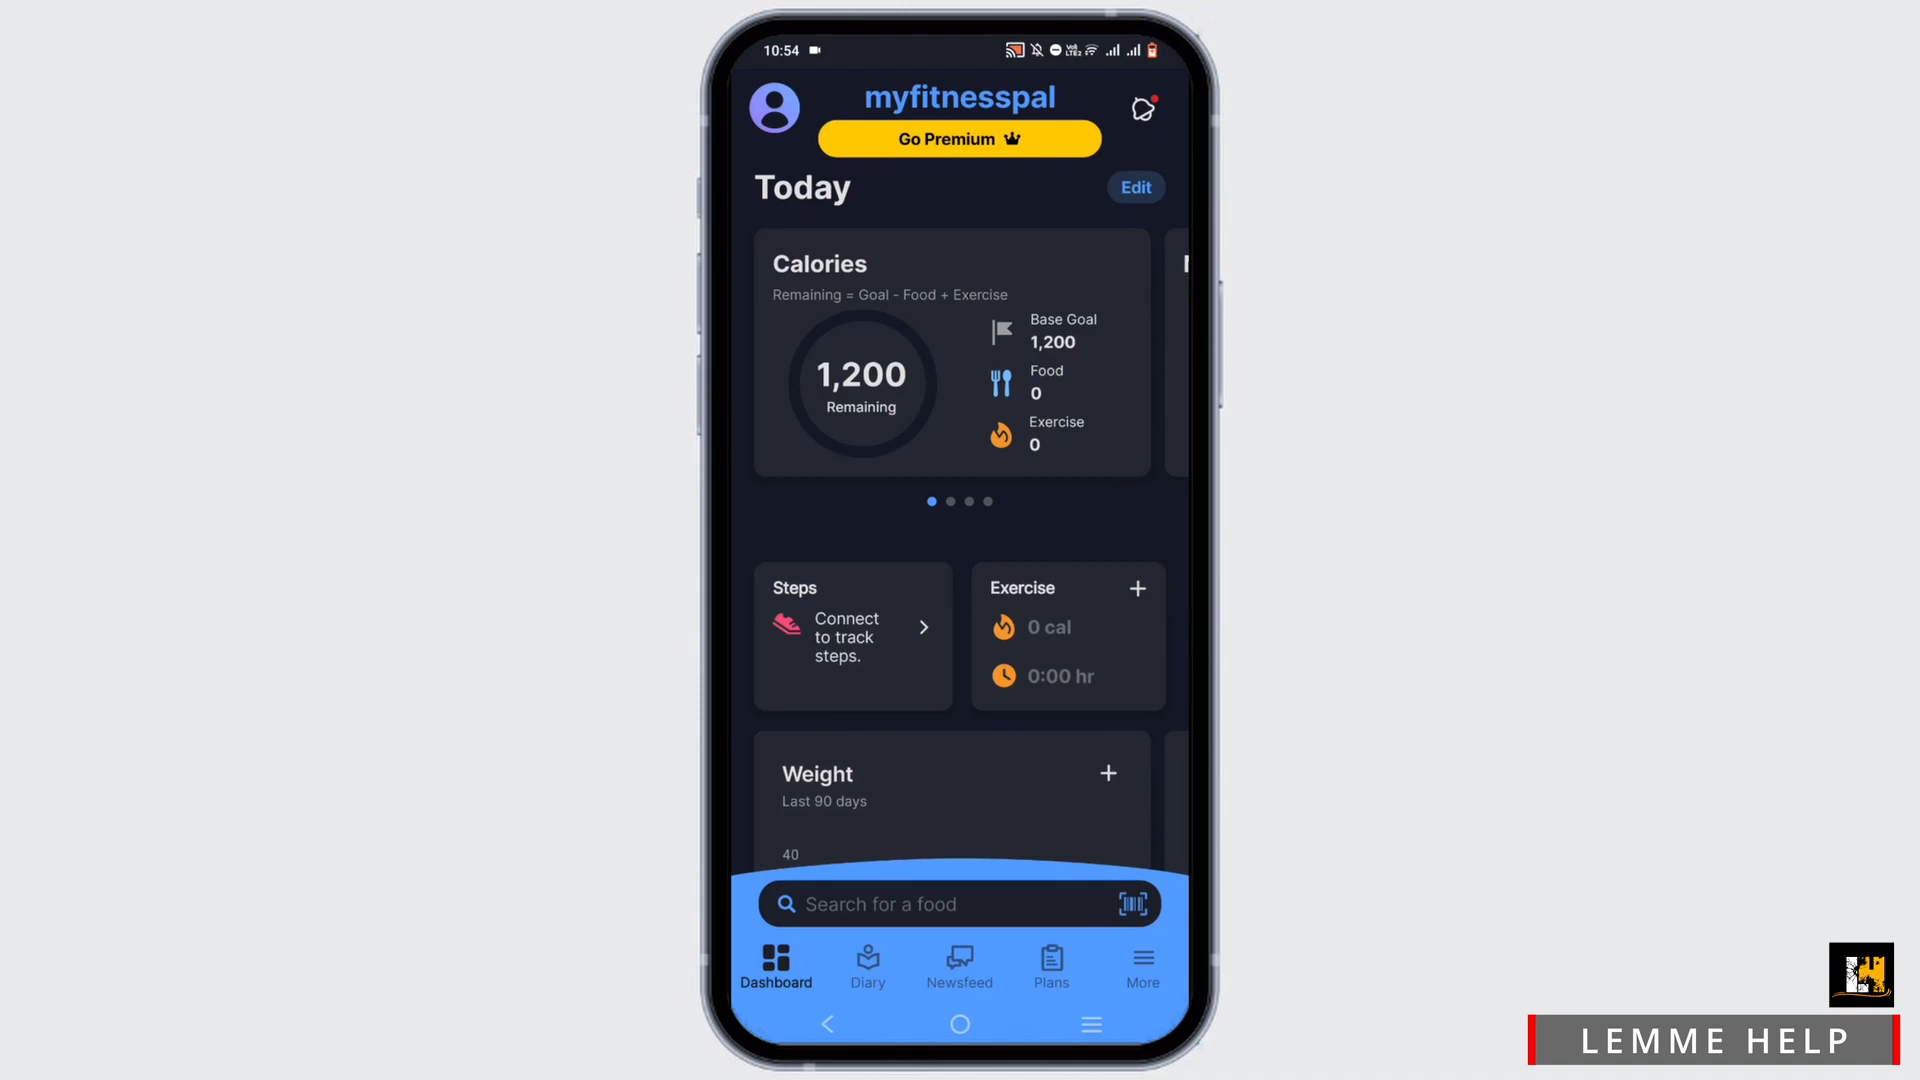 10:54
myfitnesspal
Go Premium
Today
Edit
Calories
Remaining = Goal - Food + Exercise
1,200
Remaining
Base Goal
1,200
Food
0
Exercise
0
Steps
Connect
to track
steps.
Exercise
0 cal
0:00 hr
Weight
Last 90 days
40
Search for a food
Dashboard
Diary
Newsfeed
Plans
More
LEMME HELP